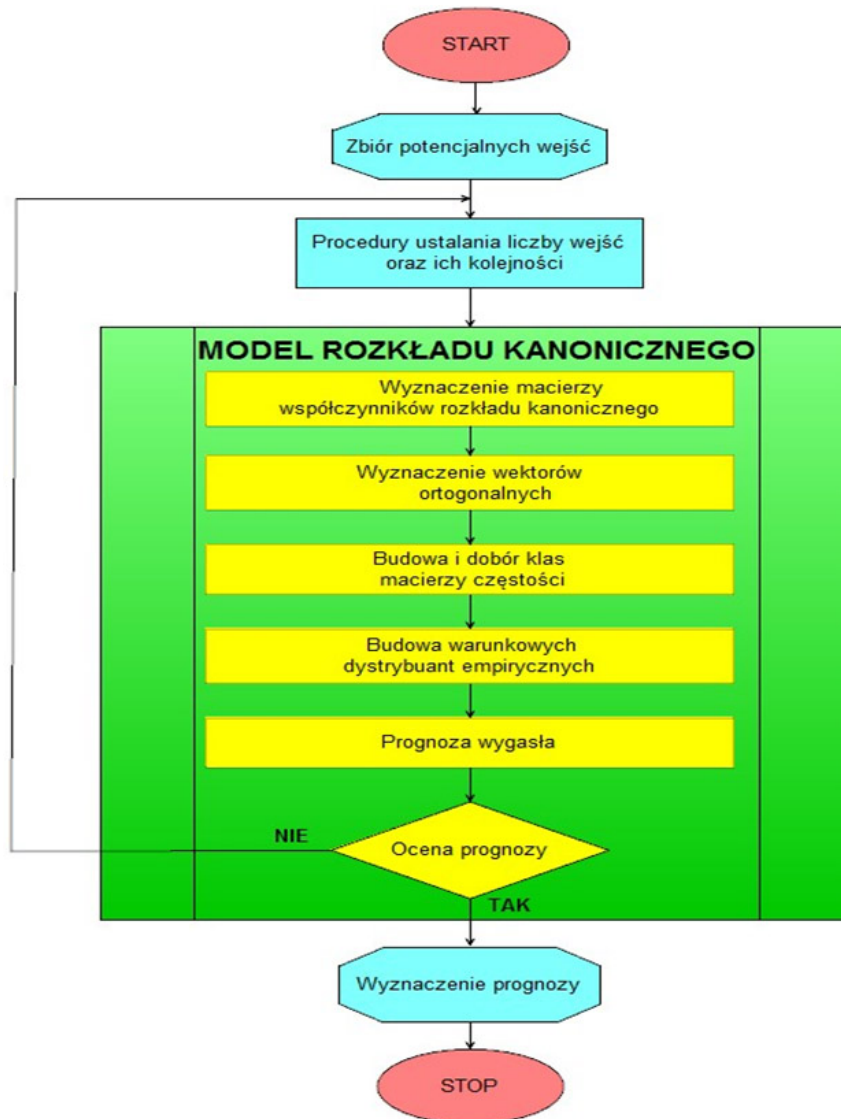 START
Zbiór potencjalnych wejść
Procedury ustalania liczby wejść
oraz ich kolejności
MODEL ROZKŁADU KANONICZNEGO
Wyznaczenie macierzy
współczynników rozkładu kanonicznego
Wyznaczenie wektorów
ortogonalnych
Budowa i dobór klas
macierzy częstości
Budowa warunkowych
dystrybuant empirycznych
Prognoza wygasła
NIE
Ocena prognozy
TAK
Wyznaczenie prognozy
STOP